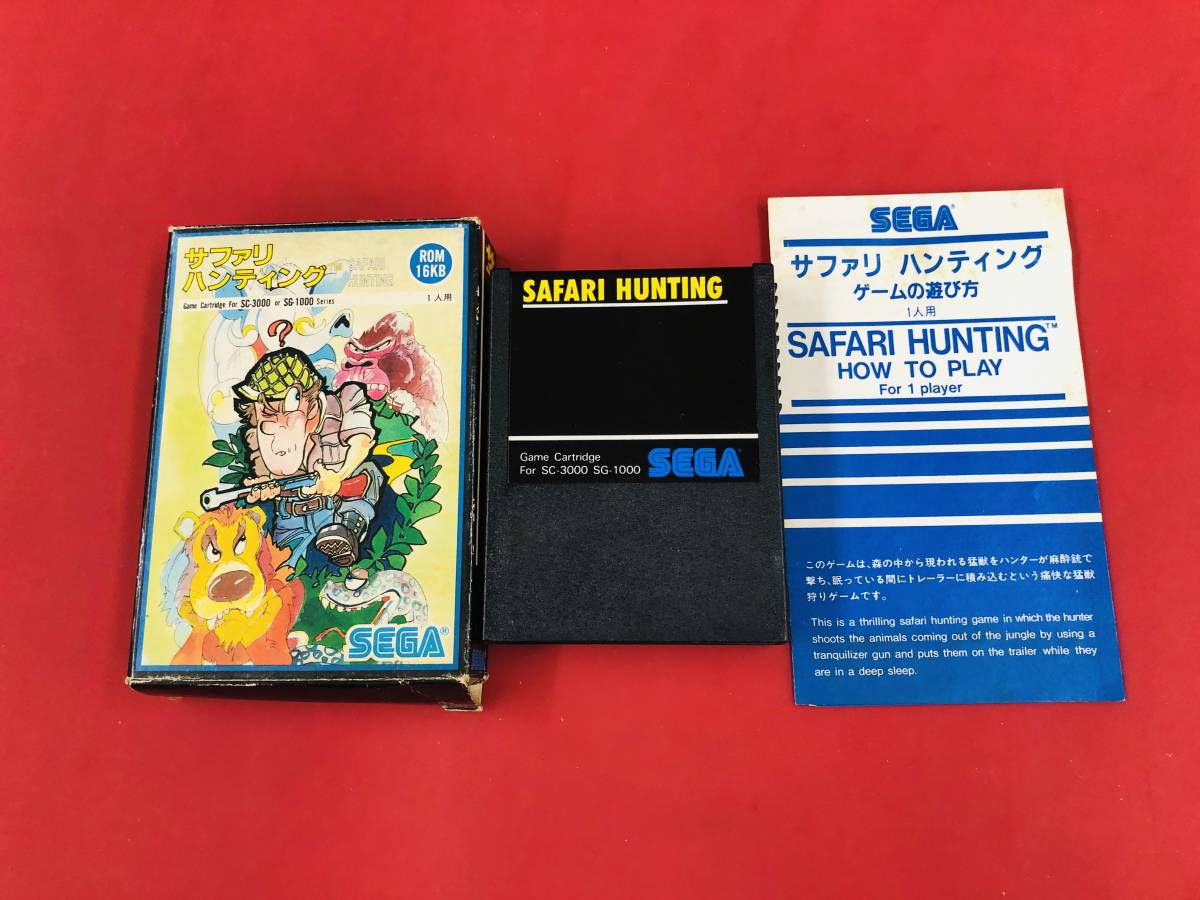 サファリ
ハンティング™
SAFARI
HUNTING
ROM
16KB
Game Cartridge For SC-3000 or SG-1000 Series
1人用
?
SEGA®
SAFARI HUNTING
Game Cartridge
For SC-3000 SG-1000 SEGA
SEGA®
サファリ ハンティング
ゲームの遊び方
1人用
SAFARI HUNTING™
HOW TO PLAY
For 1 player
このゲームは、森の中から現われる猛獣をハンターが麻酔銃で
撃ち、眠っている間にトレーラーに積み込むという痛快な猛獣
狩りゲームです。
This is a thrilling safari hunting game in which the hunter
shoots the animals coming out of the jungle by using a
tranquilizer gun and puts them on the trailer while they
are in a deep sleep.